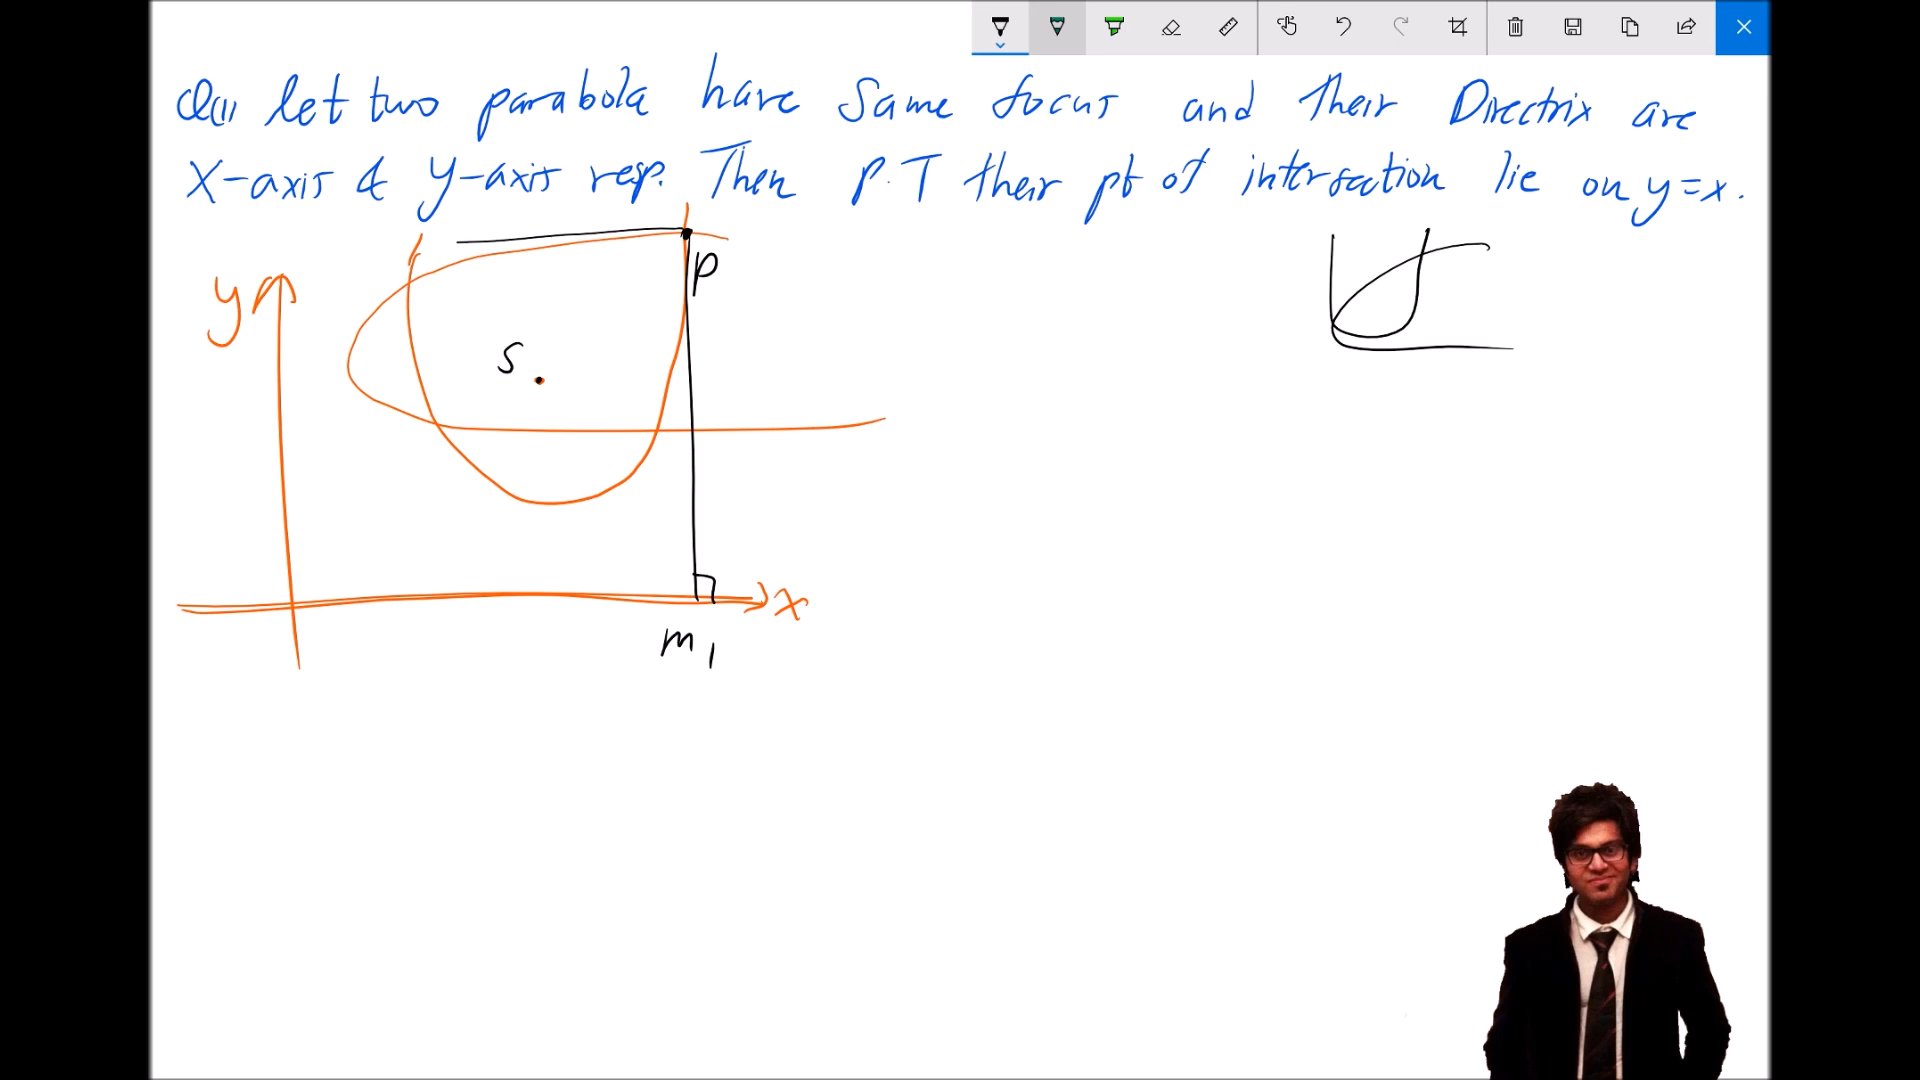 Q(1) let two parabola have Same focus and their Directrix are
X-axis & y-axis resp. Then P.T their pt of intersection lie on y=x.
P
y
S
x
m1